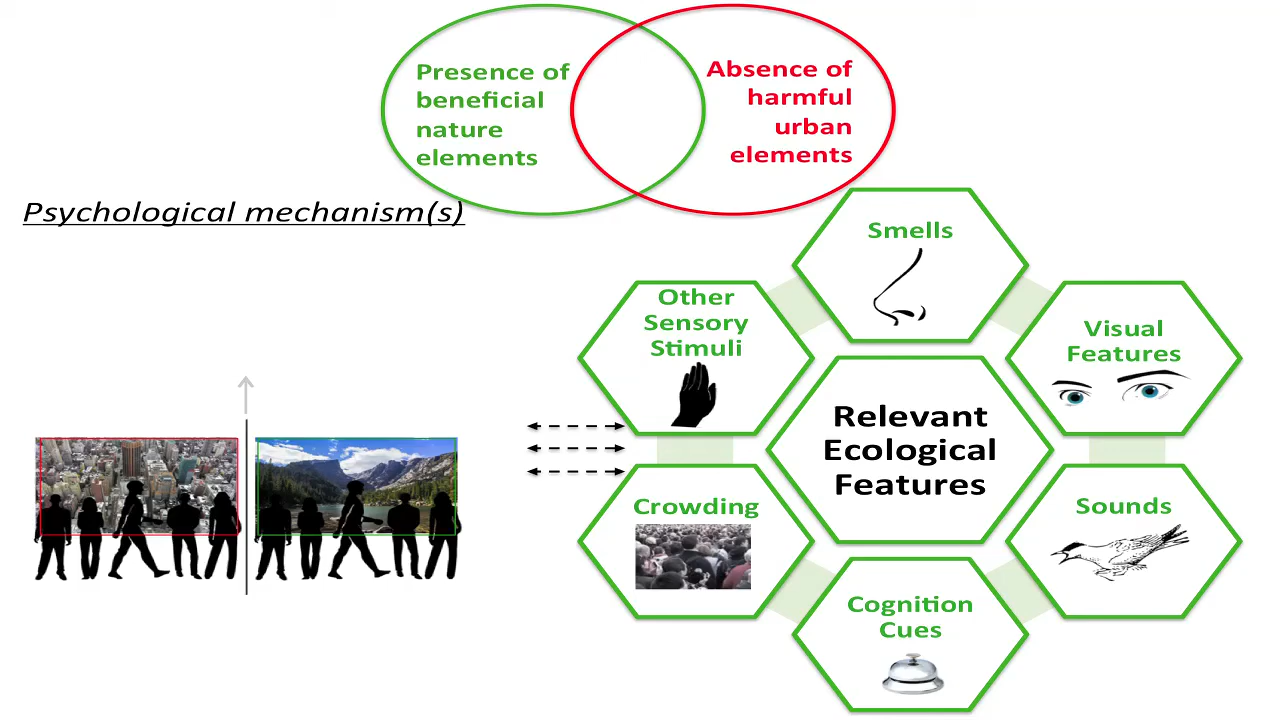 Presence of
beneficial
nature
elements
Absence of
harmful
urban
elements
Psychological mechanism(s)
Smells
Other
Sensory
Stimuli
Visual
Features
Relevant
Ecological
Features
Crowding
Sounds
Cognition
Cues